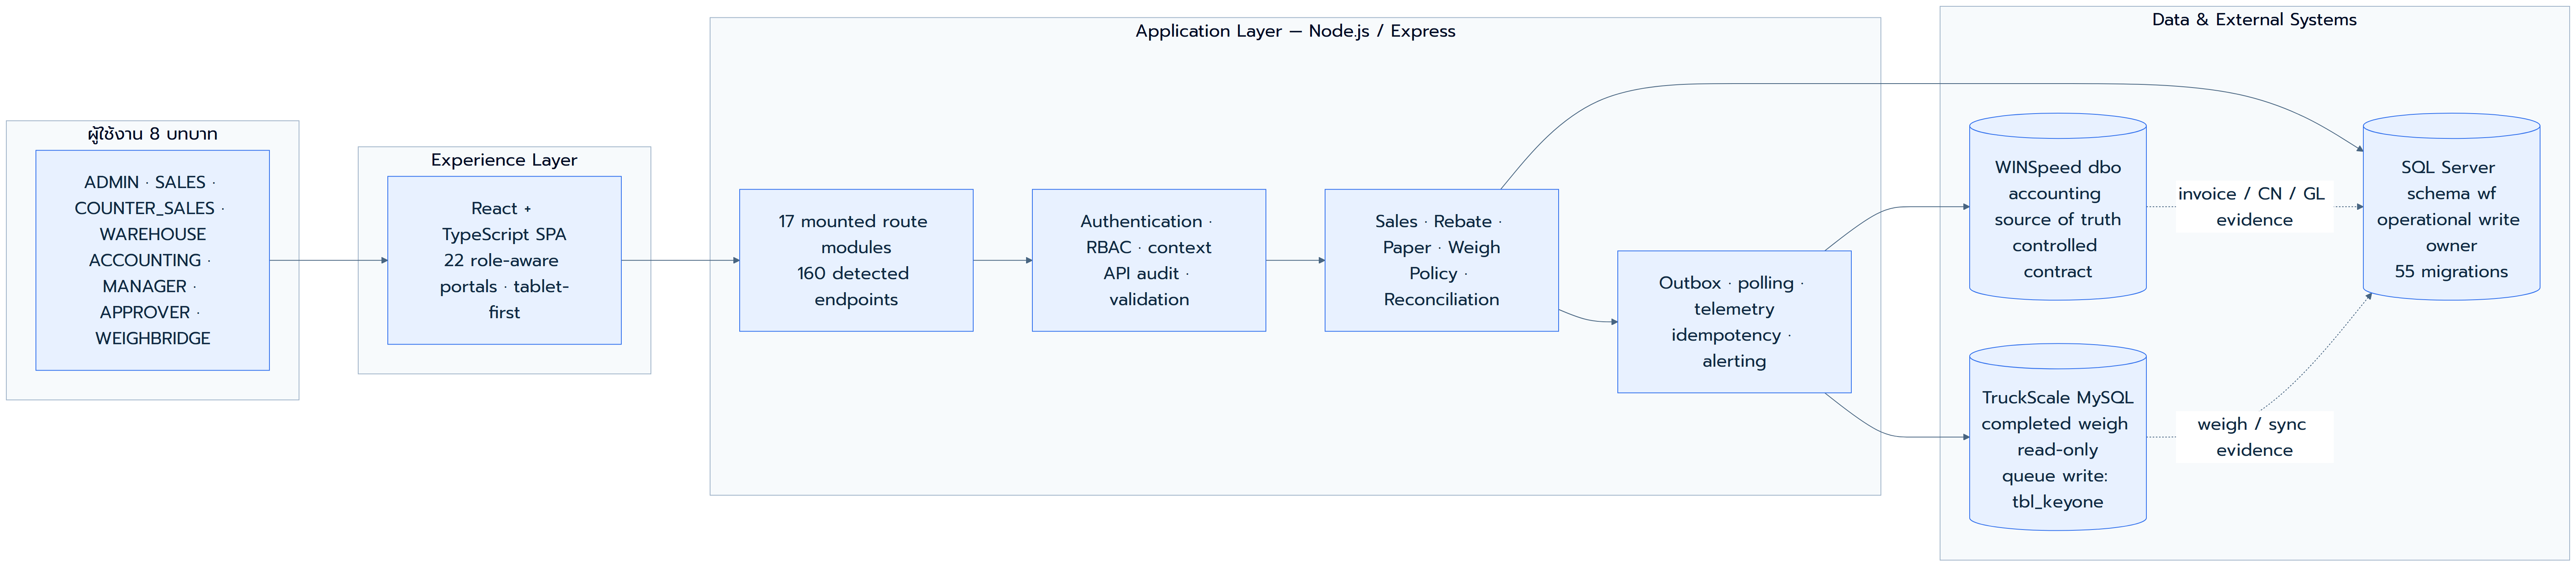 ผู้ใช้งาน 8 บทบาท
ADMIN · SALES ·
COUNTER_SALES ·
WAREHOUSE
ACCOUNTING ·
MANAGER ·
APPROVER ·
WEIGHBRIDGE
Experience Layer
React +
TypeScript SPA
22 role-aware
portals · tablet-
first
Application Layer — Node.js / Express
17 mounted route
modules
160 detected
endpoints
Authentication ·
RBAC · context
API audit ·
validation
Sales · Rebate ·
Paper · Weigh
Policy ·
Reconciliation
Outbox · polling ·
telemetry
idempotency ·
alerting
Data & External Systems
WINSpeed dbo
accounting
source of truth
controlled
contract
invoice / CN / GL
evidence
SQL Server
schema wf
operational write
owner
55 migrations
TruckScale MySQL
completed weigh
read-only
queue write:
tbl_keyone
weigh / sync
evidence